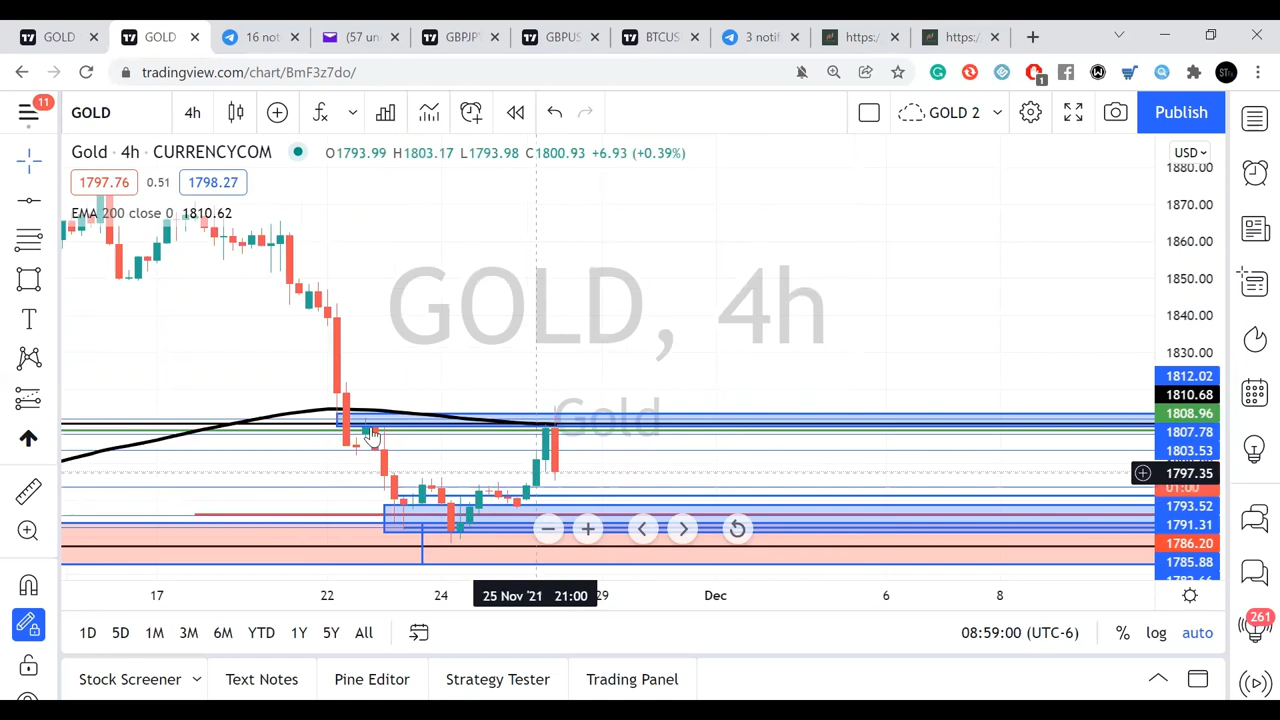 GOLD
GOLD
16 not
(57 un
GBPJP
GBPUS
BTCUS
3 notifi
https:/
https:/
tradingview.com/chart/BmF3z7do/
1
STFX
11
GOLD
4h
GOLD 2
Publish
Gold · 4h · CURRENCYCOM
O1793.99 H1803.17 L1793.98 C1800.93 +6.93 (+0.39%)
USD
1797.76
0.51
1798.27
EMA 200 close 0 1810.62
GOLD, 4h
Gold
1880.00
1870.00
1860.00
1850.00
1840.00
1830.00
1812.02
1810.68
1808.96
1807.78
1803.53
1797.35
01:00
1793.52
1791.31
1786.20
1785.88
17
22
24
25 Nov '21 21:00
29
Dec
6
8
1D 5D 1M 3M 6M YTD 1Y 5Y All
08:59:00 (UTC-6)
% log auto
261
Stock Screener
Text Notes
Pine Editor
Strategy Tester
Trading Panel